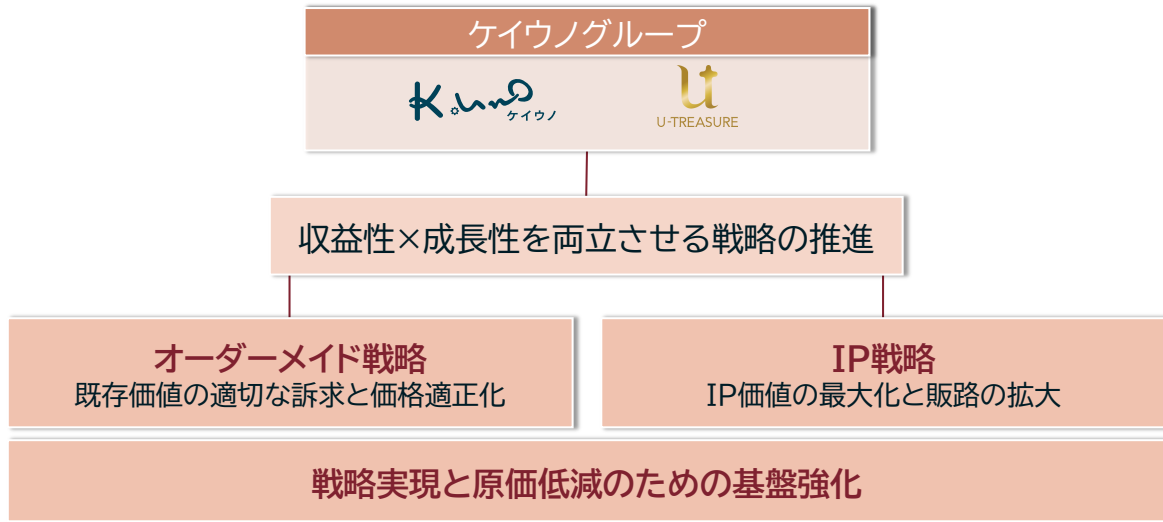 ケイウノグループ
K.uno
ケイウノ
Ut
U-TREASURE
収益性×成長性を両立させる戦略の推進
オーダーメイド戦略
既存価値の適切な訴求と価格適正化
IP戦略
IP価値の最大化と販路の拡大
戦略実現と原価低減のための基盤強化